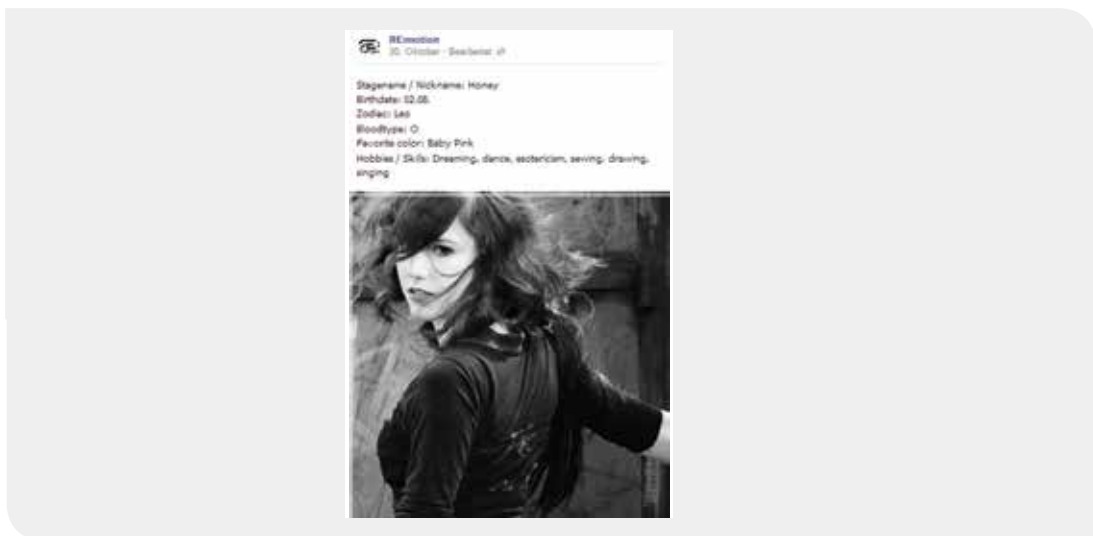 REmotion
30. Oktober · Bearbeitet
Stagename / Nickname: Honey
Birthdate: 02.08.
Zodiac: Leo
Bloodtype: O
Favorite color: Baby Pink
Hobbies / Skills: Dreaming, dance, esotericism, sewing, drawing,
singing